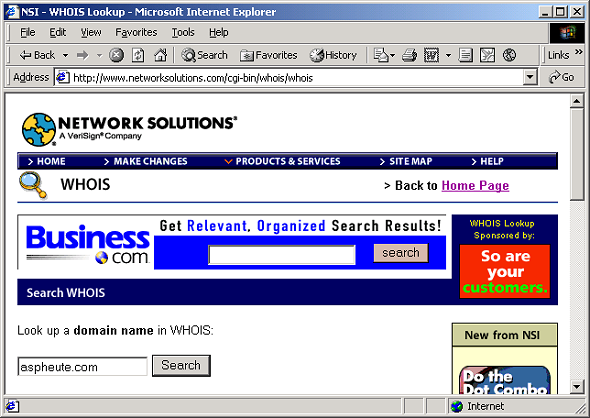 NSI - WHOIS Lookup - Microsoft Internet Explorer
File Edit View Favorites Tools Help
Back Search Favorites History Links »
Address http://www.networksolutions.com/cgi-bin/whois/whois Go
NETWORK SOLUTIONS®
A VeriSign® Company
> HOME > MAKE CHANGES PRODUCTS & SERVICES > SITE MAP > HELP
WHOIS > Back to Home Page
Get Relevant, Organized Search Results!
Business.com
search
WHOIS Lookup
Sponsored by:
So are
your
customers.
Search WHOIS
Look up a domain name in WHOIS:
aspheute.com Search
New from NSI
Do the
Dot Combo
Internet